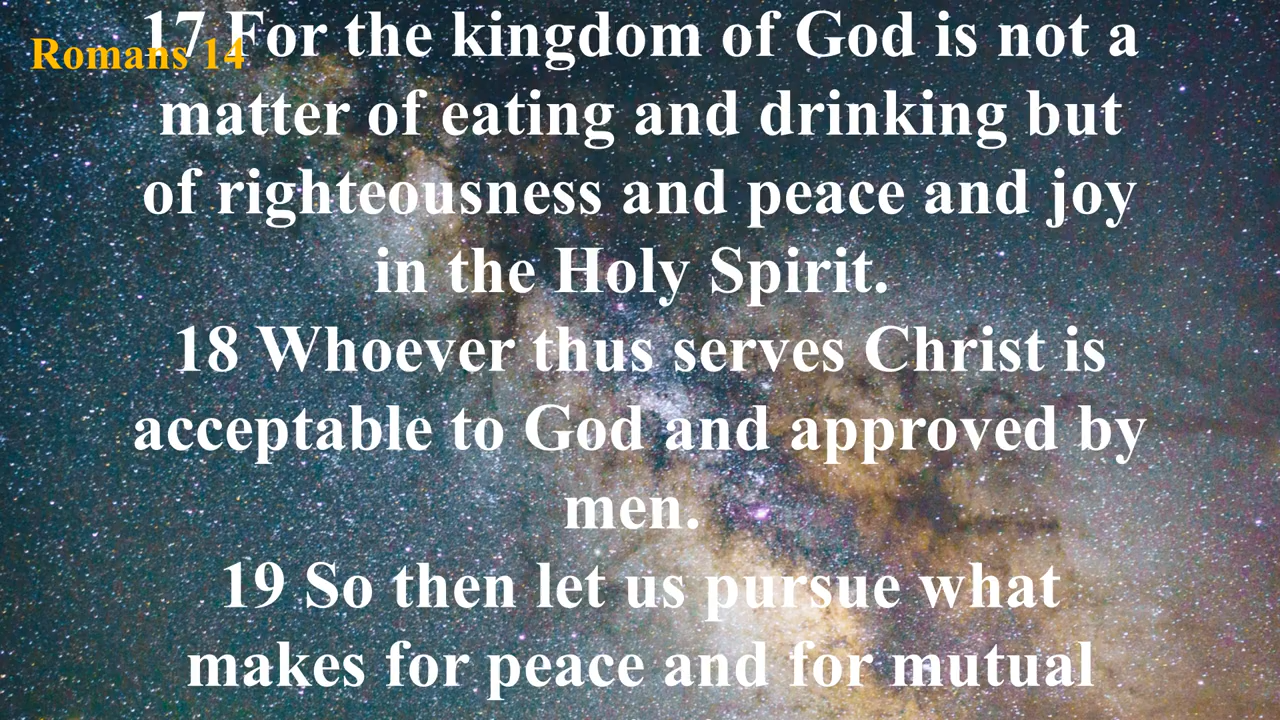 Romans 14
17 For the kingdom of God is not a
matter of eating and drinking but
of righteousness and peace and joy
in the Holy Spirit.
18 Whoever thus serves Christ is
acceptable to God and approved by
men.
19 So then let us pursue what
makes for peace and for mutual